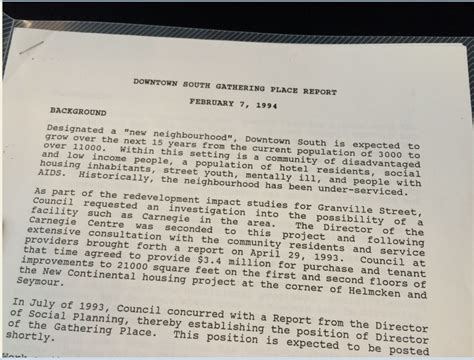 DOWNTOWN SOUTH GATHERING PLACE REPORT
FEBRUARY 7, 1994
BACKGROUND
Designated a "new neighbourhood", Downtown South is expected to
grow over the next 15 years from the current population of 3000 to
over 11000. Within this setting is a community of disadvantaged
and low income people, a population of hotel residents, social
housing inhabitants, street youth, mentally ill, and people with
AIDS. Historically, the neighbourhood has been under-serviced.
As part of the redevelopment impact studies for Granville Street,
Council requested an investigation into the possibility of a
facility such as Carnegie in the area. The Director of the
Carnegie Centre was seconded to this project and following
extensive consultation with the community residents and service
providers brought forth a report on April 29, 1993. Council at
that time agreed to provide $3.4 million for purchase and tenant
improvements to 21000 square feet on the first and second floors of
the New Continental housing project at the corner of Helmcken and
Seymour.
In July of 1993, Council concurred with a Report from the Director
of Social Planning, thereby establishing the position of Director
of the Gathering Place. This position is expected to be posted
shortly.